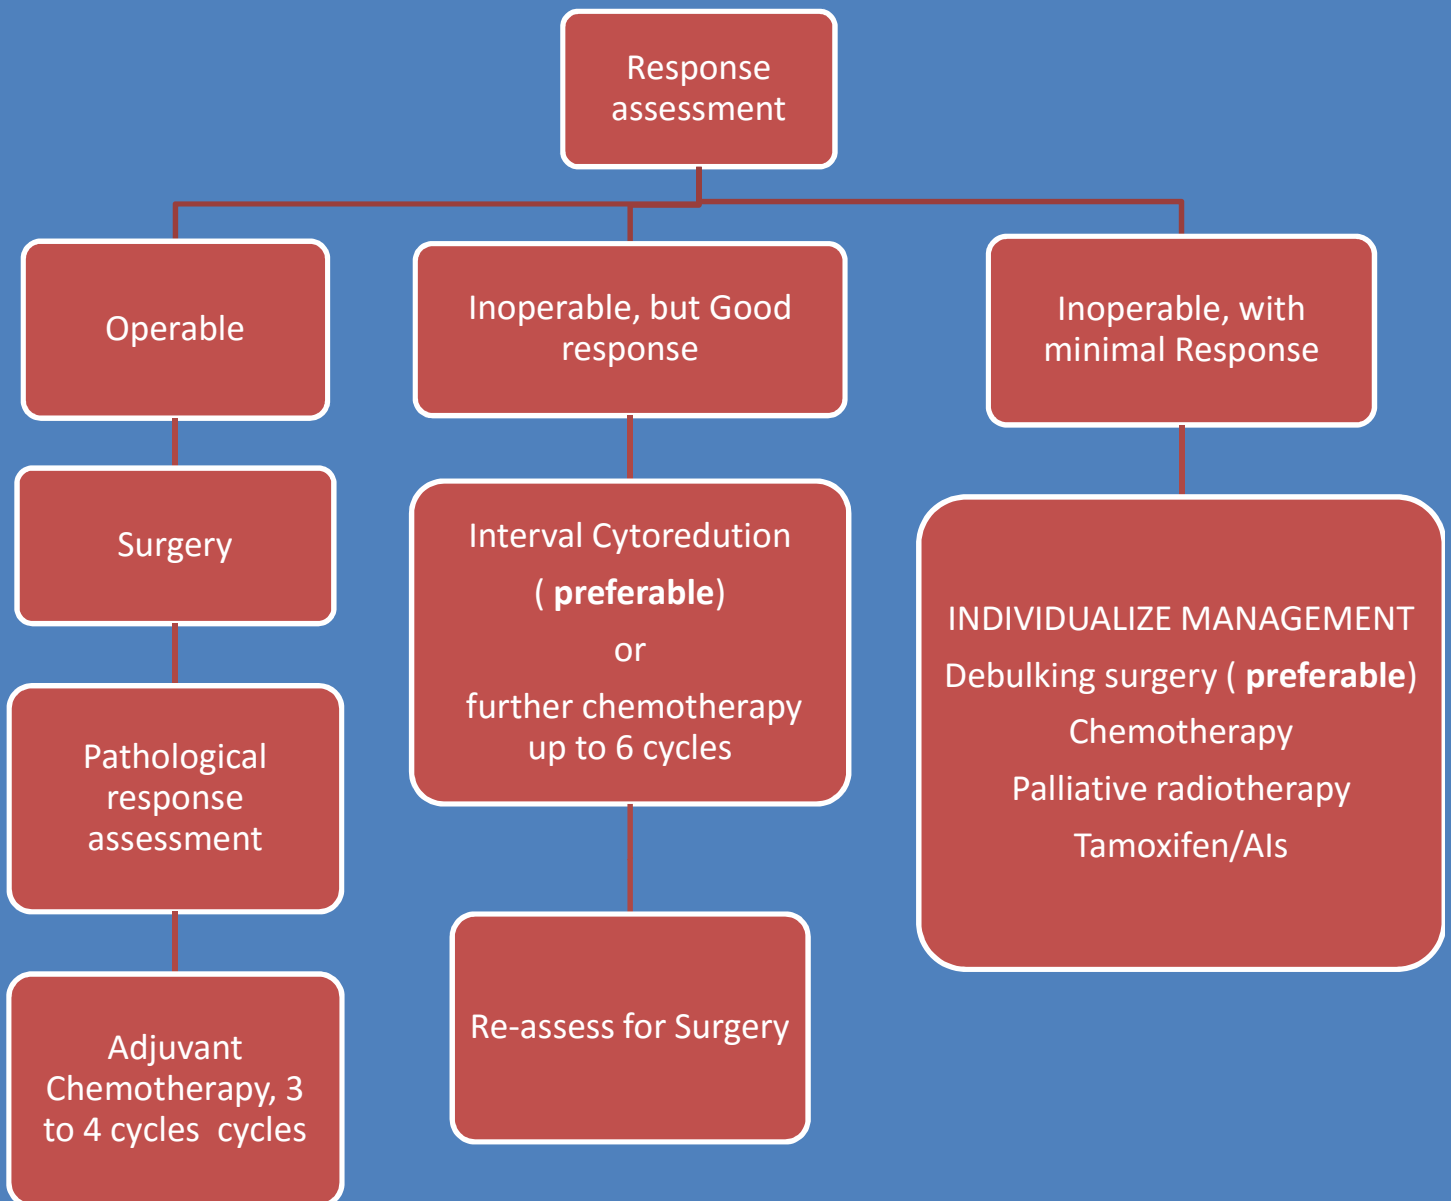 Response
assessment
Operable
Surgery
Pathological
response
assessment
Adjuvant
Chemotherapy, 3
to 4 cycles  cycles
Inoperable, but Good
response
Interval Cytoredution
( preferable)
or
further chemotherapy
up to 6 cycles
Re-assess for Surgery
Inoperable, with
minimal Response
INDIVIDUALIZE MANAGEMENT
Debulking surgery ( preferable)
Chemotherapy
Palliative radiotherapy
Tamoxifen/AIs